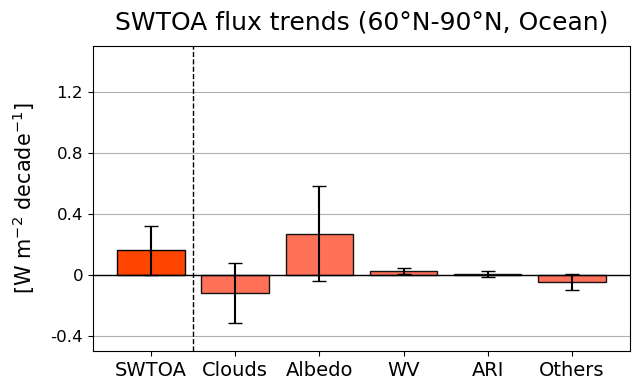 SWTOA flux trends (60°N-90°N, Ocean)
[W m⁻² decade⁻¹]
1.2
0.8
0.4
0
-0.4
SWTOA Clouds Albedo WV ARI Others